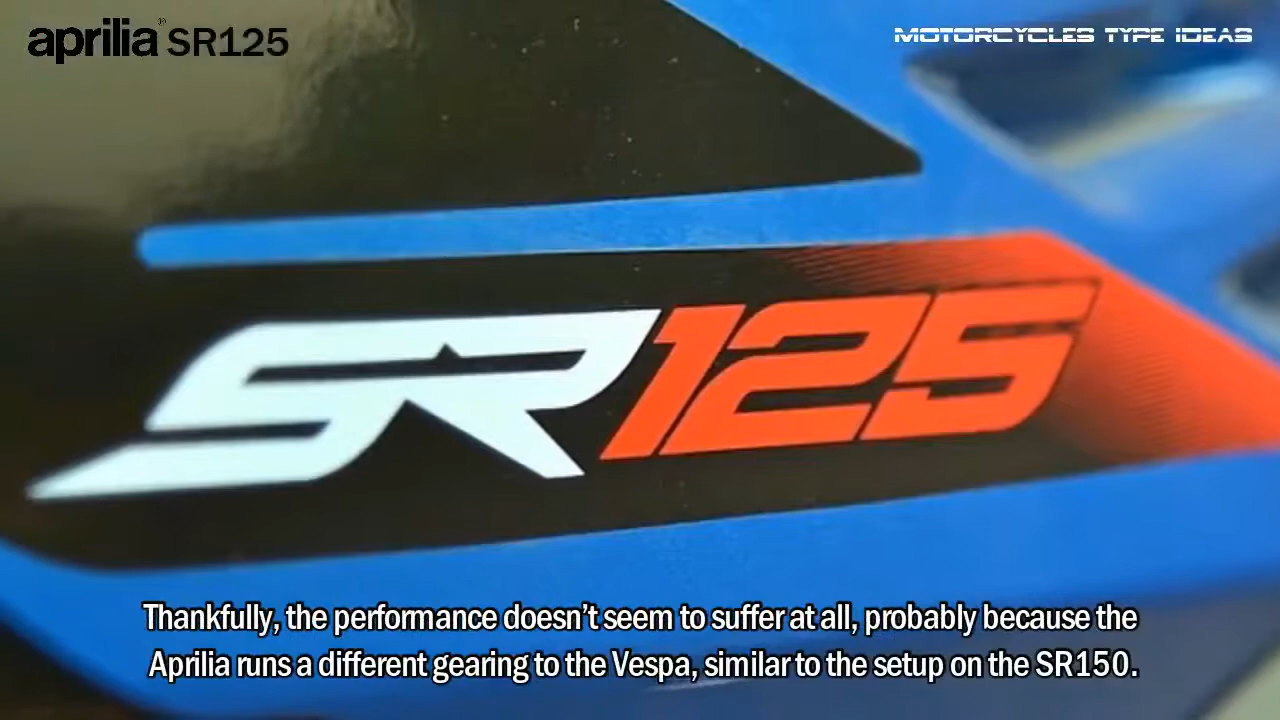 aprilia® SR125
MOTORCYCLES TYPE IDEAS
SR125
Thankfully, the performance doesn't seem to suffer at all, probably because the
Aprilia runs a different gearing to the Vespa, similar to the setup on the SR150.